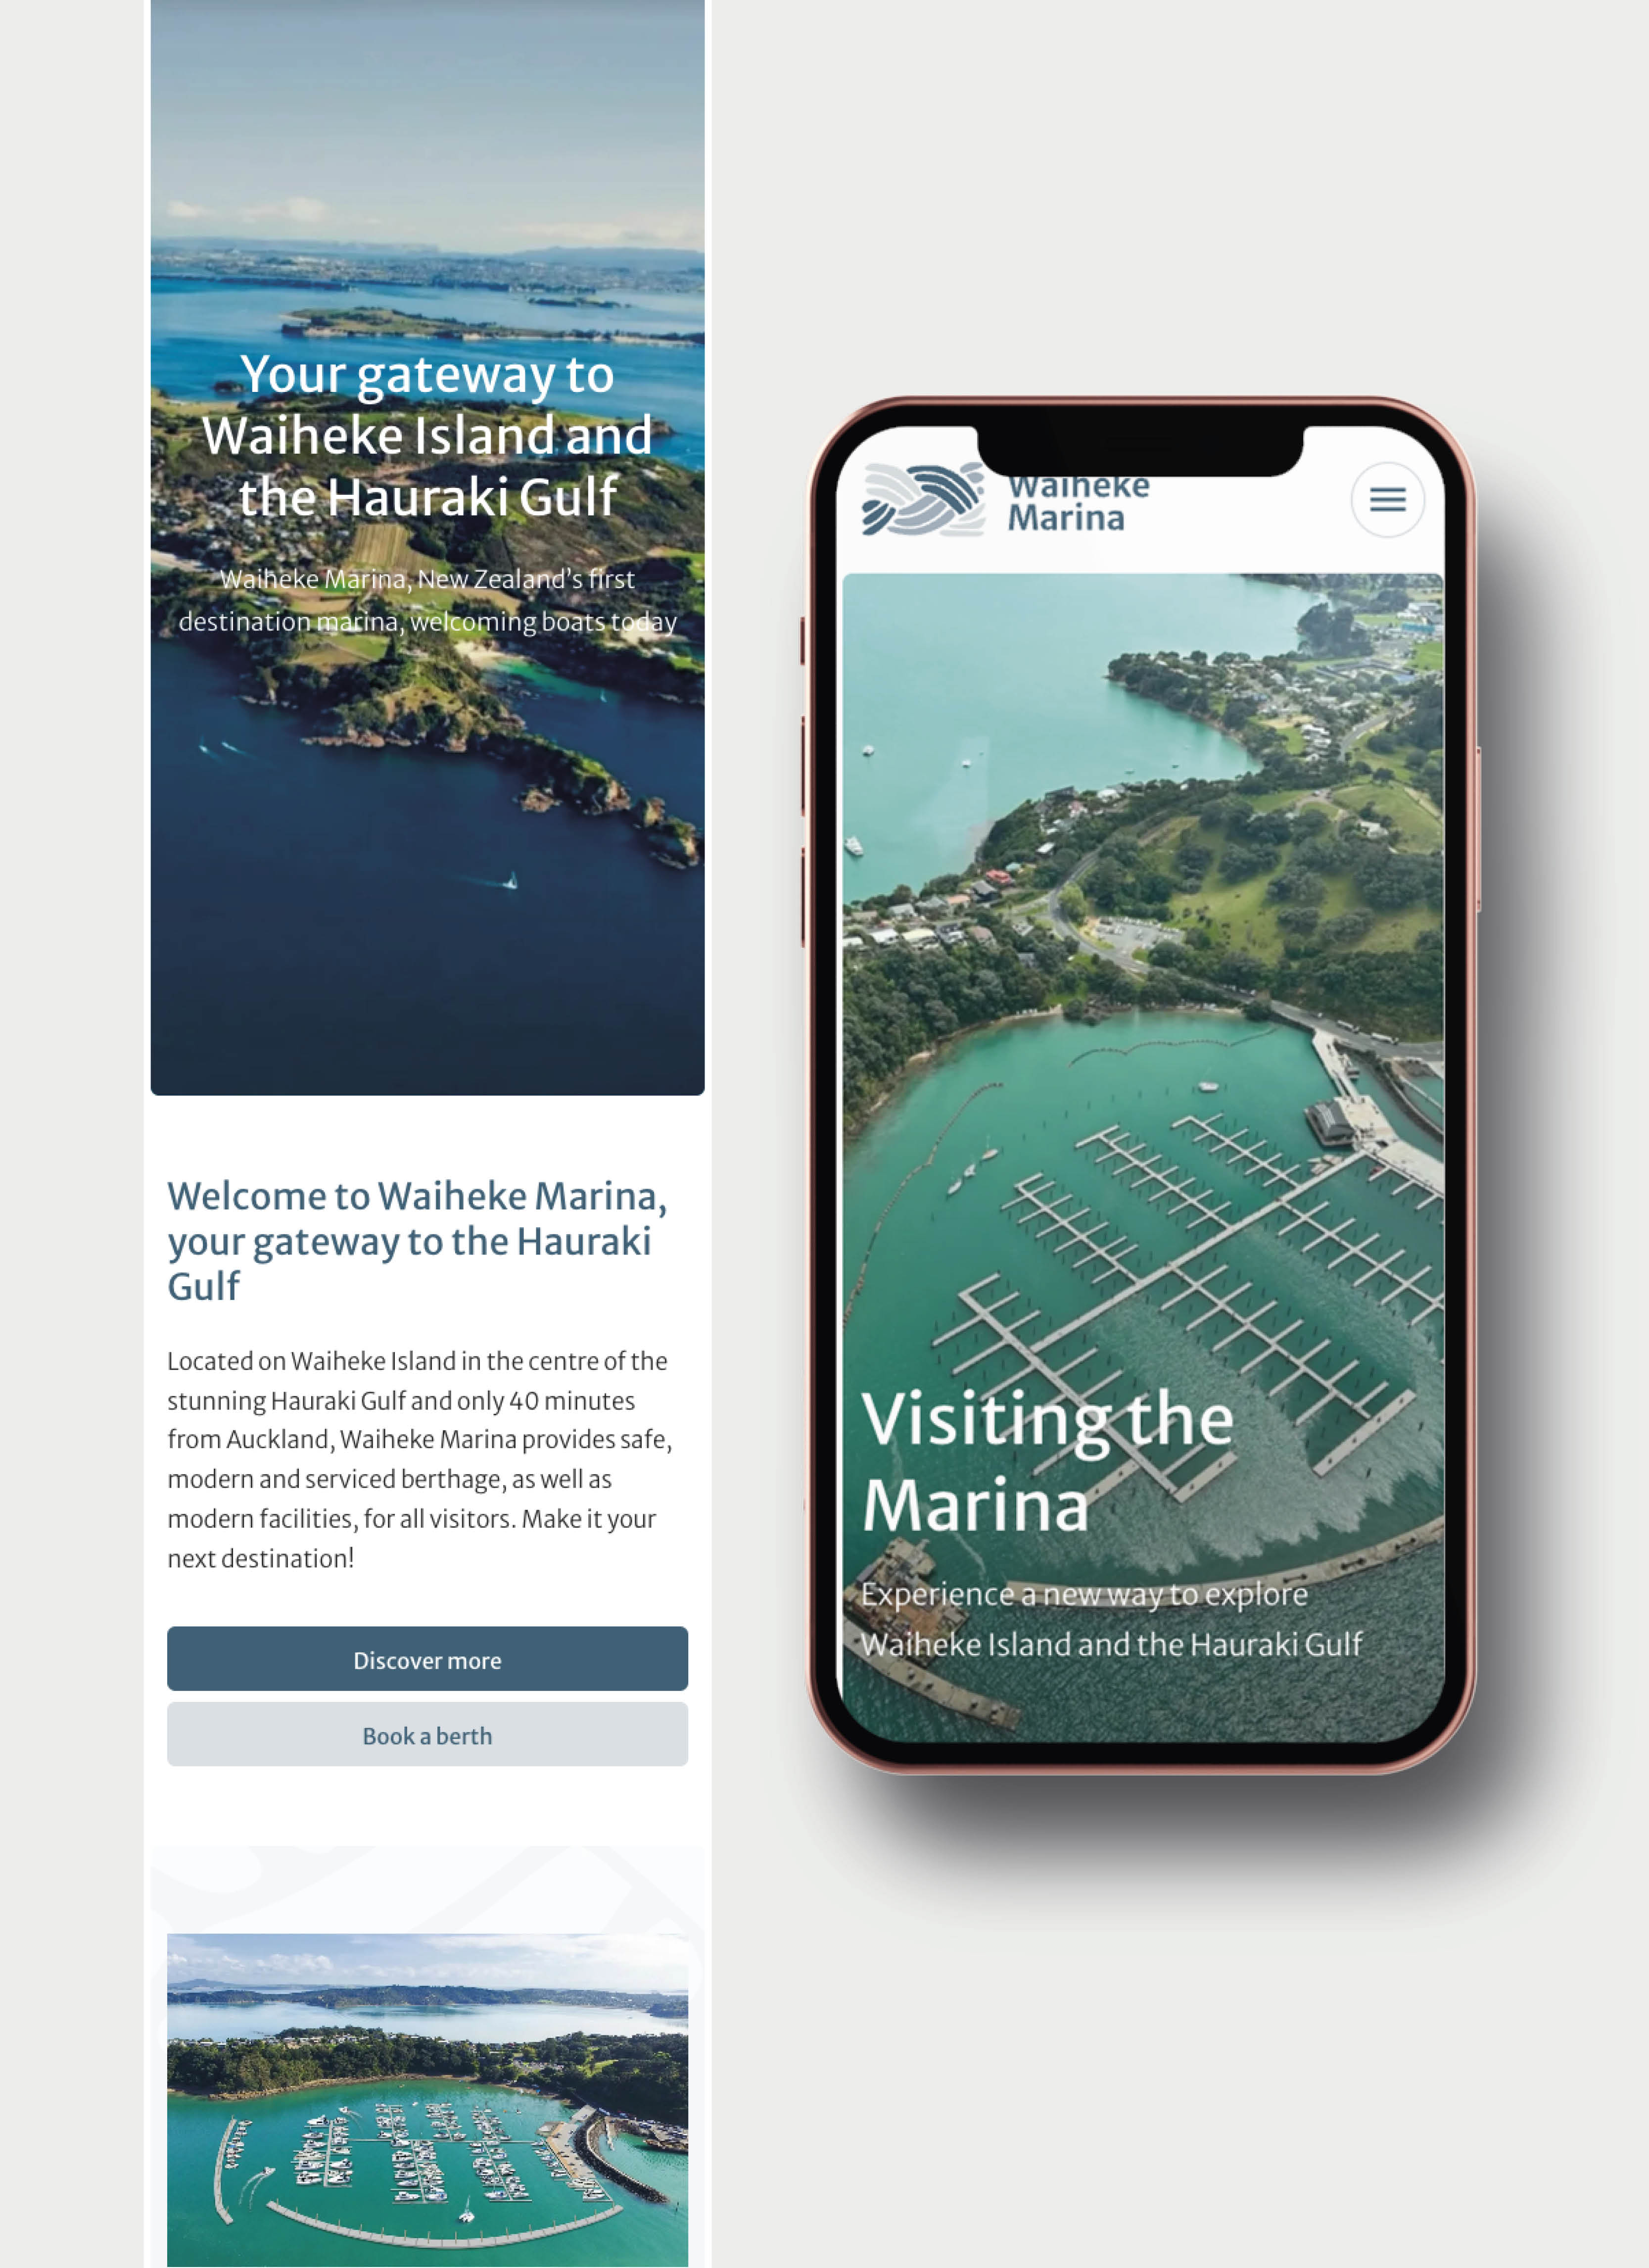 Your gateway to
Waiheke Island and
the Hauraki Gulf
Waiheke Marina, New Zealand's first
destination marina, welcoming boats today
Welcome to Waiheke Marina,
your gateway to the Hauraki
Gulf
Located on Waiheke Island in the centre of the
stunning Hauraki Gulf and only 40 minutes
from Auckland, Waiheke Marina provides safe,
modern and serviced berthage, as well as
modern facilities, for all visitors. Make it your
next destination!
Discover more
Book a berth
Waiheke
Marina
Visiting the
Marina
Experience a new way to explore
Waiheke Island and the Hauraki Gulf